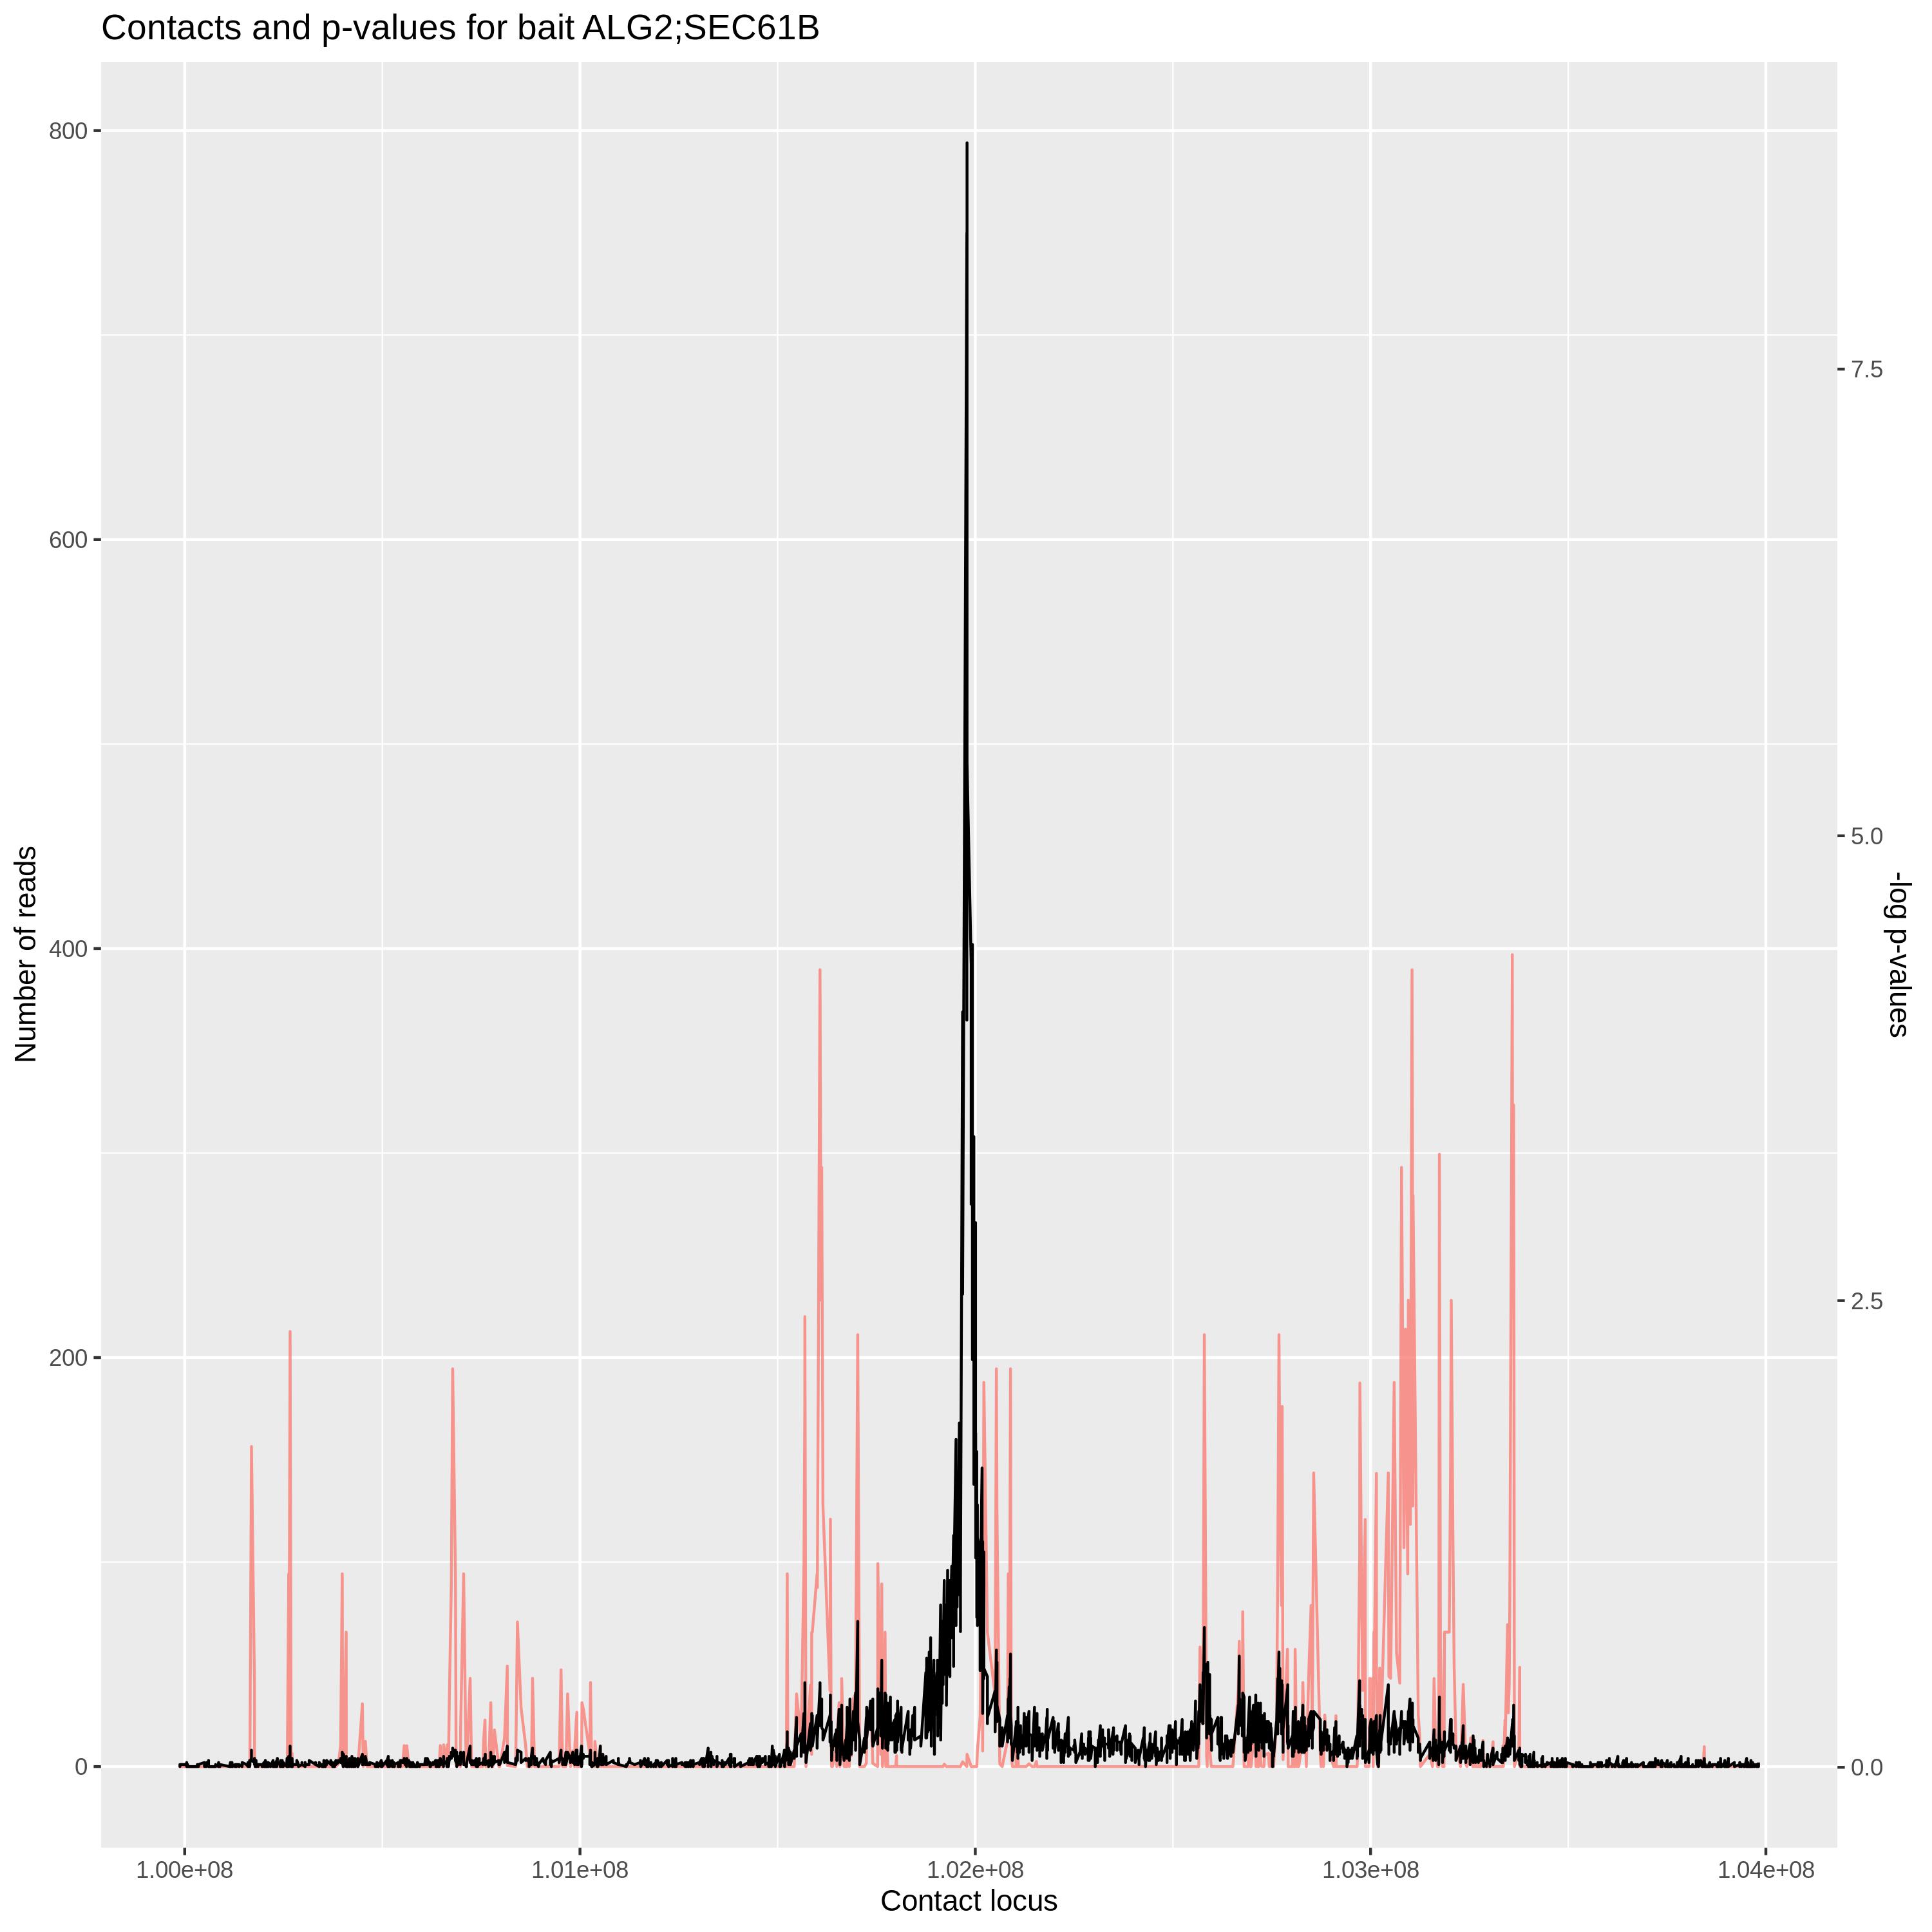 Contacts and p-values for bait ALG2;SEC61B
800
600
400
200
0
Number of reads
7.5
5.0
2.5
0.0
-log p-values
1.00e+08 1.01e+08 1.02e+08 1.03e+08 1.04e+08
Contact locus